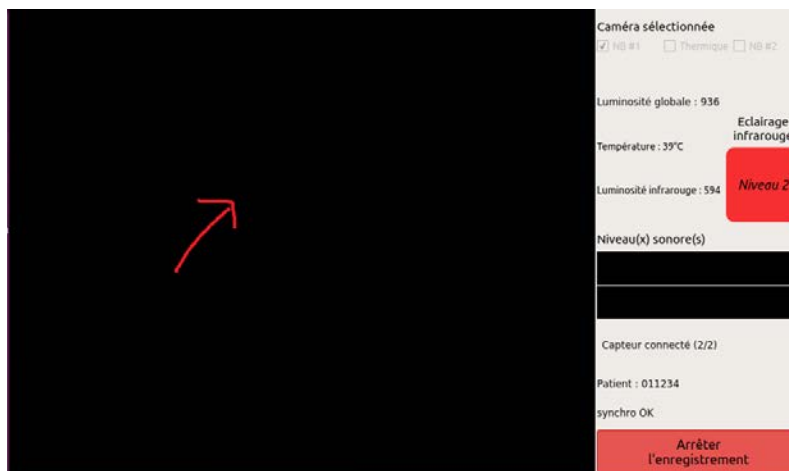 Caméra sélectionnée
NB #1 Thermique NB #2
Luminosité globale : 936
Eclairage
infrarouge
Température : 39°C
Luminosité infrarouge : 594
Niveau 2
Niveau(x) sonore(s)
Capteur connecté (2/2)
Patient : 011234
synchro OK
Arrêter
l'enregistrement